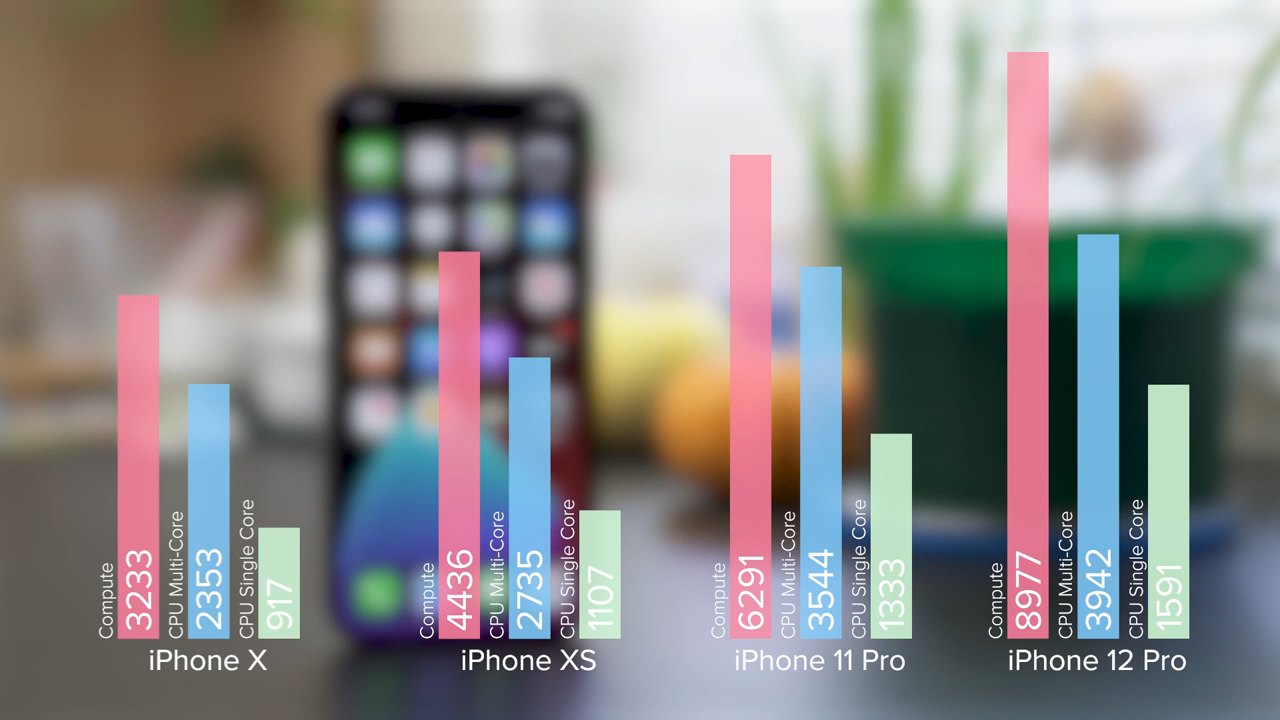 Compute
3233
CPU Multi-Core
2353
CPU Single Core
917
iPhone X
Compute
4436
CPU Multi-Core
2735
CPU Single Core
1107
iPhone XS
Compute
6291
CPU Multi-Core
3544
CPU Single Core
1333
iPhone 11 Pro
Compute
8977
CPU Multi-Core
3942
CPU Single Core
1591
iPhone 12 Pro